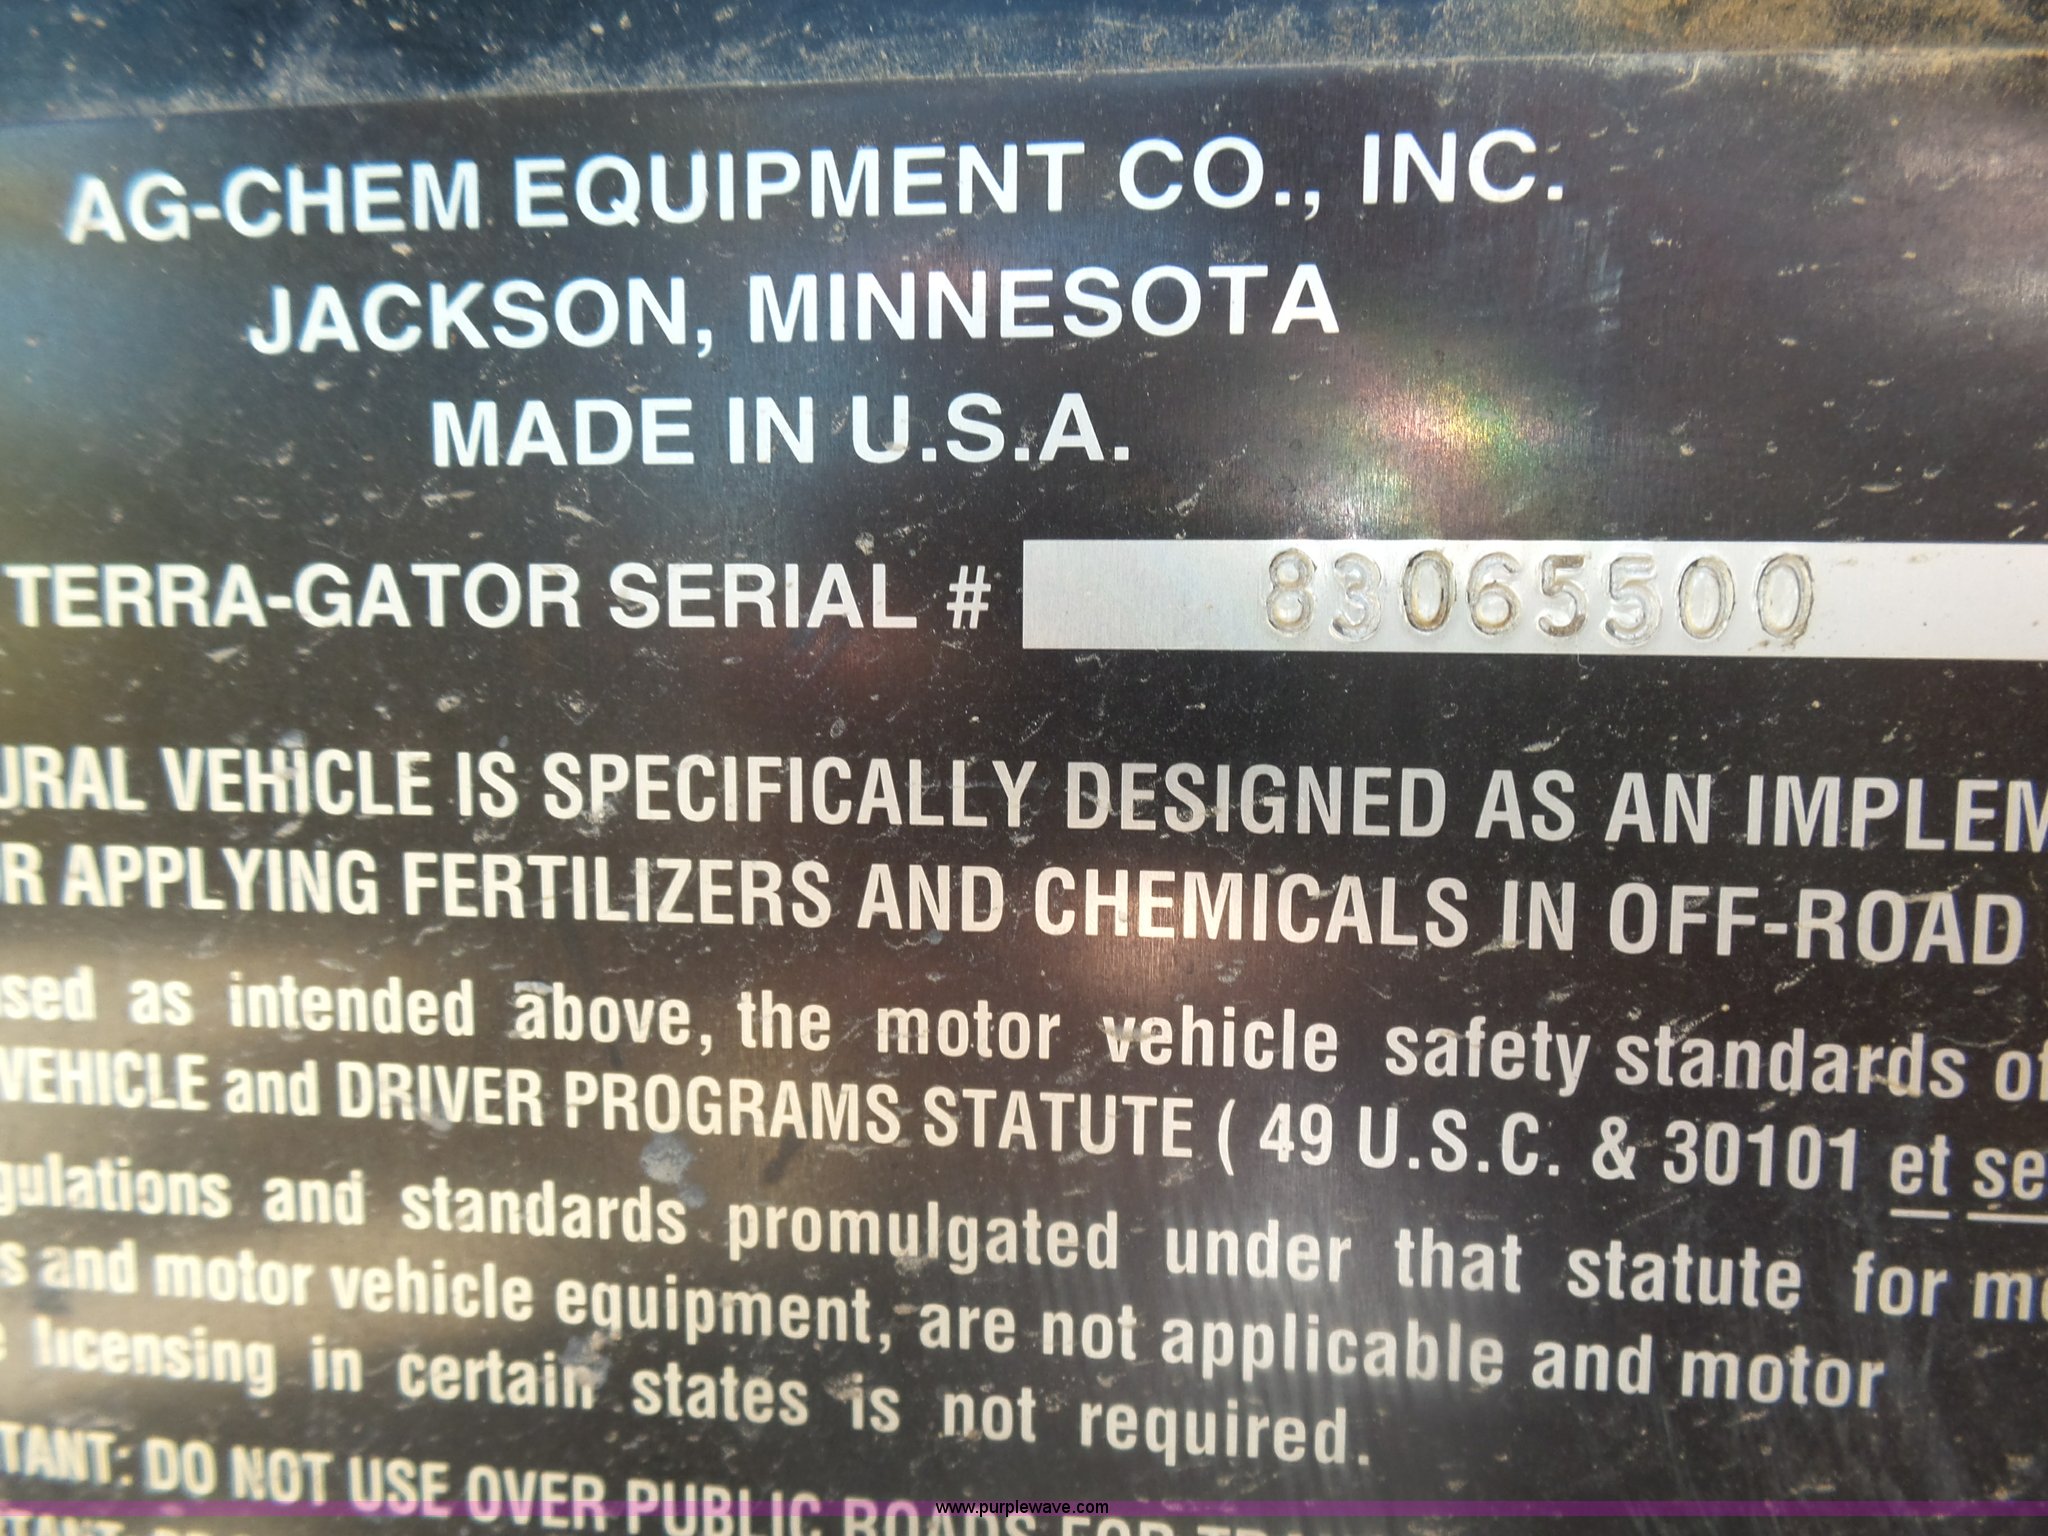 AG-CHEM EQUIPMENT CO., INC.
JACKSON, MINNESOTA
MADE IN U.S.A.
TERRA-GATOR SERIAL # 83065500
URAL VEHICLE IS SPECIFICALLY DESIGNED AS AN IMPLEM
R APPLYING FERTILIZERS AND CHEMICALS IN OFF-ROAD
sed as intended above, the motor vehicle safety standards of
VEHICLE and DRIVER PROGRAMS STATUTE ( 49 U.S.C. & 30101 et se
gulations and standards promulgated under that statute for mo
s and motor vehicle equipment, are not applicable and motor
licensing in certain states is not required.
TANT: DO NOT USE OVER PUBLIC ROADS FOR
www.purplewave.com